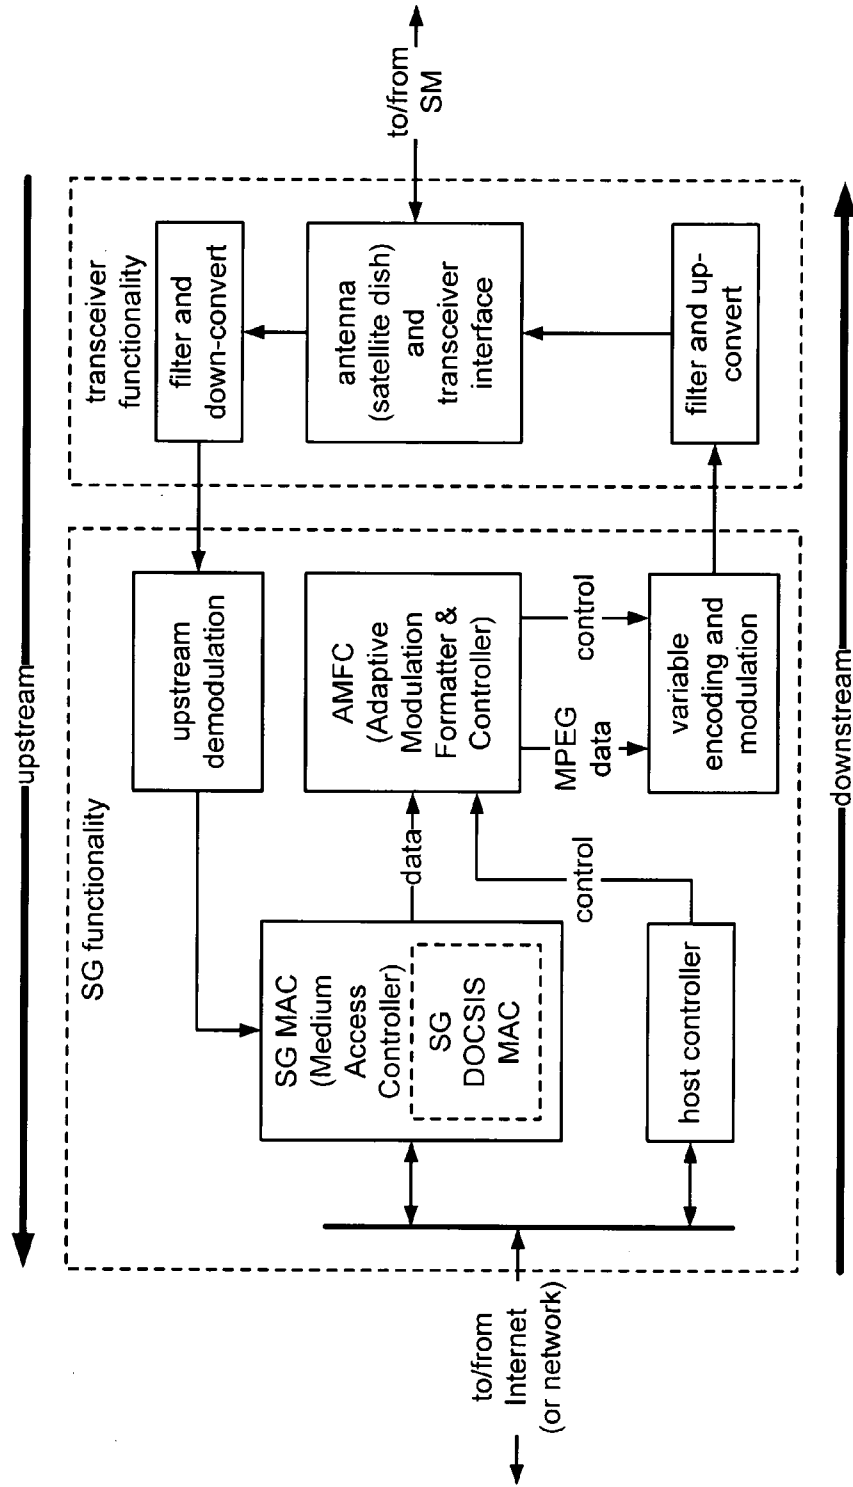 upstream
SG functionality
transceiver
functionality
upstream
demodulation
filter and
down-convert
SG MAC
(Medium
Access
Controller)
SG
DOCSIS
MAC
data
AMFC
(Adaptive
Modulation
Formatter &
Controller)
antenna
(satellite dish)
and
transceiver
interface
to/from
SM
to/from
Internet
(or network)
control
MPEG
data
control
host controller
variable
encoding and
modulation
filter and up-
convert
downstream